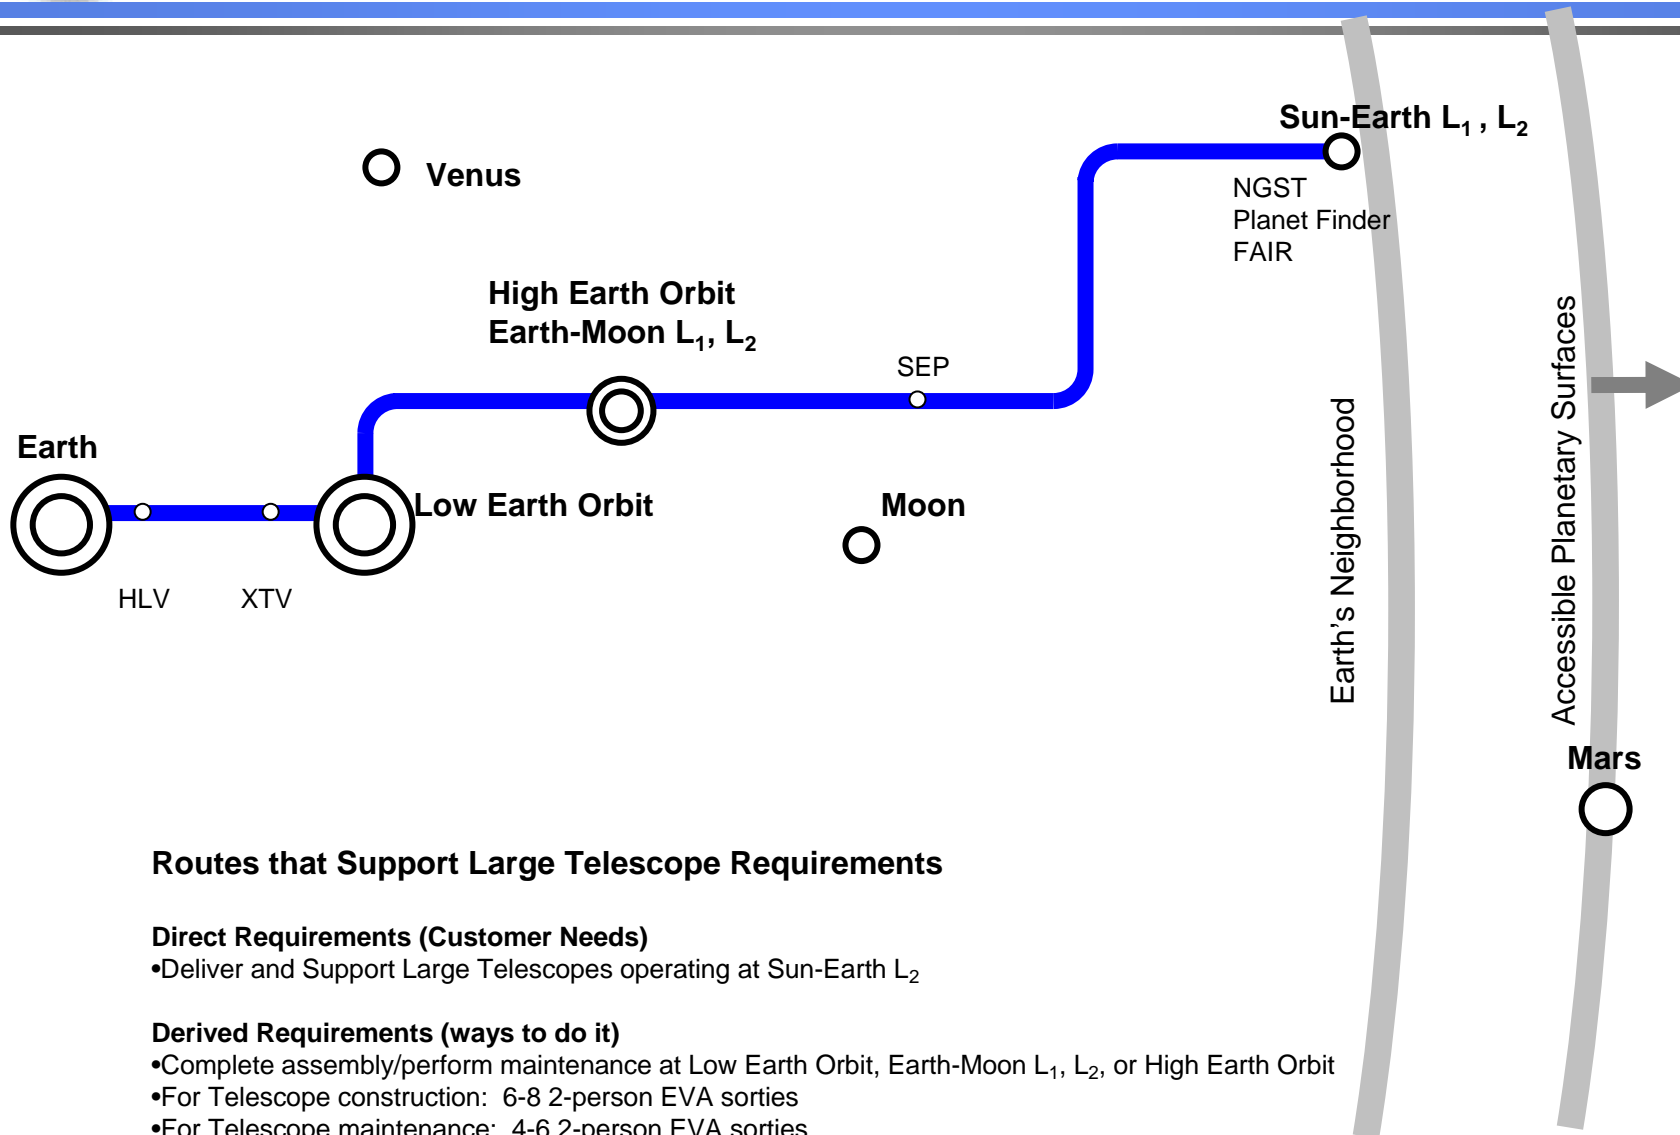 Sun-Earth L1 , L2
Venus
NGST
Planet Finder
FAIR
High Earth Orbit
Earth-Moon L1, L2
SEP
Earth
Low Earth Orbit
Moon
HLV
XTV
Earth's Neighborhood
Accessible Planetary Surfaces
Mars
Routes that Support Large Telescope Requirements
Direct Requirements (Customer Needs)
•Deliver and Support Large Telescopes operating at Sun-Earth L2
Derived Requirements (ways to do it)
•Complete assembly/perform maintenance at Low Earth Orbit, Earth-Moon L1, L2, or High Earth Orbit
•For Telescope construction: 6-8 2-person EVA sorties
•For Telescope maintenance: 4-6 2-person EVA sorties